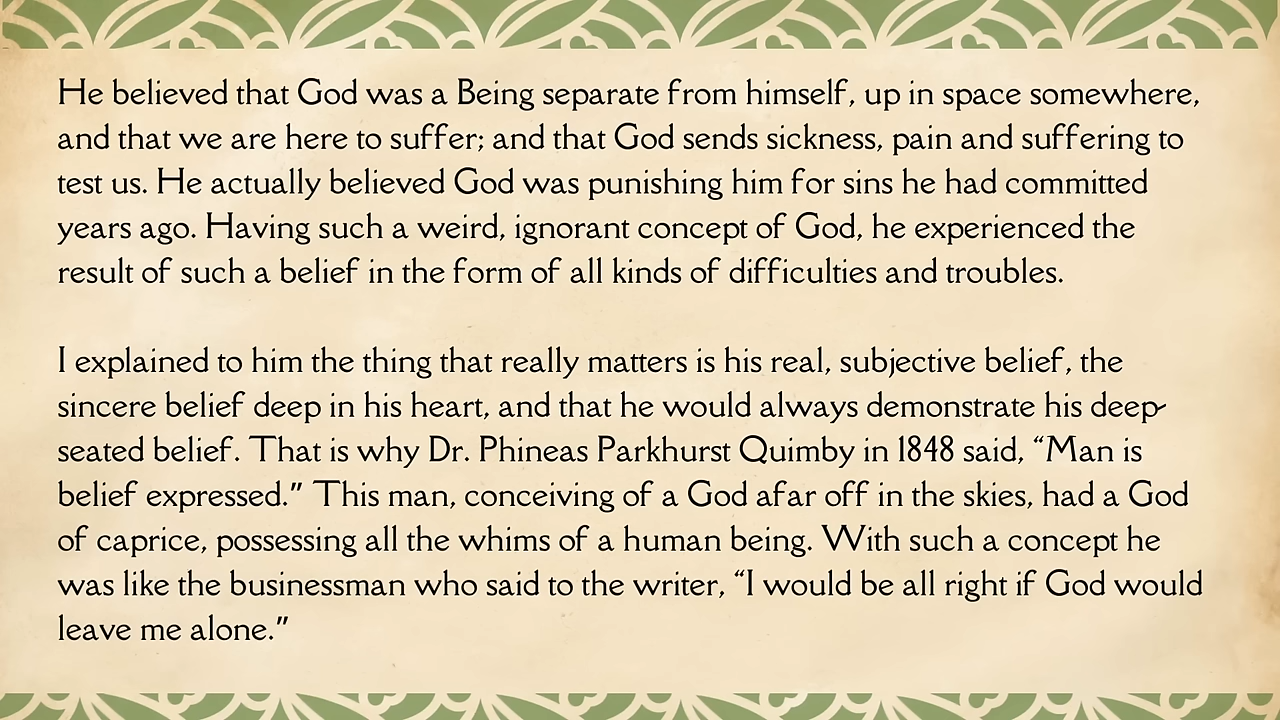 He believed that God was a Being separate from himself, up in space somewhere,
and that we are here to suffer; and that God sends sickness, pain and suffering to
test us. He actually believed God was punishing him for sins he had committed
years ago. Having such a weird, ignorant concept of God, he experienced the
result of such a belief in the form of all kinds of difficulties and troubles.
I explained to him the thing that really matters is his real, subjective belief, the
sincere belief deep in his heart, and that he would always demonstrate his deep-
seated belief. That is why Dr. Phineas Parkhurst Quimby in 1848 said, “Man is
belief expressed." This man, conceiving of a God afar off in the skies, had a God
of caprice, possessing all the whims of a human being. With such a concept he
was like the businessman who said to the writer, “I would be all right if God would
leave me alone."